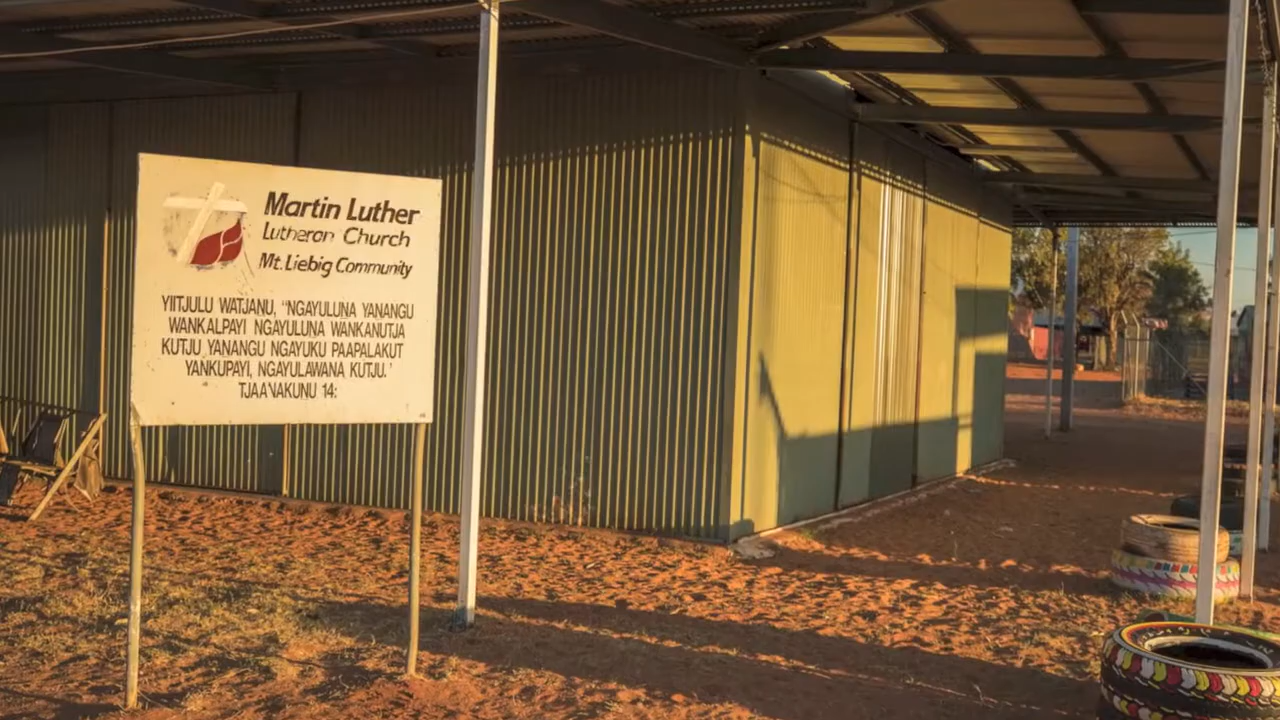 Martin Luther
Lutheran Church
Mt. Liebig Community
YIITJULU WATJANU, "NGAYULUNA YANANGU
WANKALPAYI NGAYULUNA WANKANUTJA
KUTJU YANANGU NGAYUKU PAAPALAKUT
YANKUPAYI, NGAYULAWANA KUTJU.'
TJAANAKUNU 14: